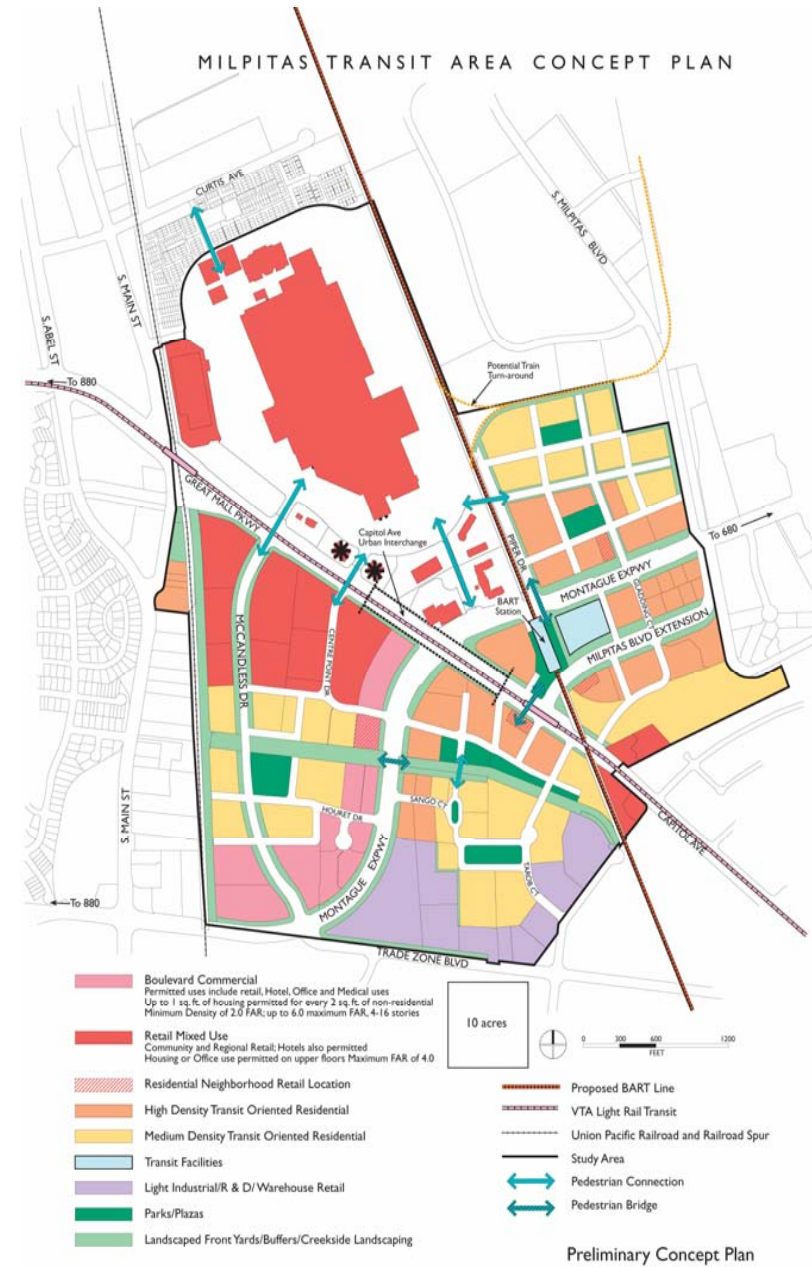 MILPITAS TRANSIT AREA CONCEPT PLAN
CURTIS AVE
S. MILPITAS BLVD
S. MAIN ST
S. ABEL ST
To 880
Potential Train
Turn-around
GREAT MALL PKWY
Capitol Ave
Urban Interchange
To 680
PIPER DR
MONTAGUE EXPWY
BART
Station
GLADDING CT
MILPITAS BLVD EXTENSION
MCCANDLESS DR
CENTRE POINT DR
S. MAIN ST
SANGO CT
HOURET DR
CAPITOL AVE
TAROB CT
MONTAGUE EXPWY
To 880
TRADE ZONE BLVD
Boulevard Commercial
Permitted uses include retail, Hotel, Office and Medical uses
Up to 1 sq. ft. of housing permitted for every 2 sq. ft. of non-residential
Minimum Density of 2.0 FAR; up to 6.0 maximum FAR, 4-16 stories
Retail Mixed Use
Community and Regional Retail; Hotels also permitted
Housing or Office use permitted on upper floors Maximum FAR of 4.0
Residential Neighborhood Retail Location
High Density Transit Oriented Residential
Medium Density Transit Oriented Residential
Transit Facilities
Light Industrial/R & D/ Warehouse Retail
Parks/Plazas
Landscaped Front Yards/Buffers/Creekside Landscaping
10 acres
0 300 600 1200
FEET
Proposed BART Line
VTA Light Rail Transit
Union Pacific Railroad and Railroad Spur
Study Area
Pedestrian Connection
Pedestrian Bridge
Preliminary Concept Plan